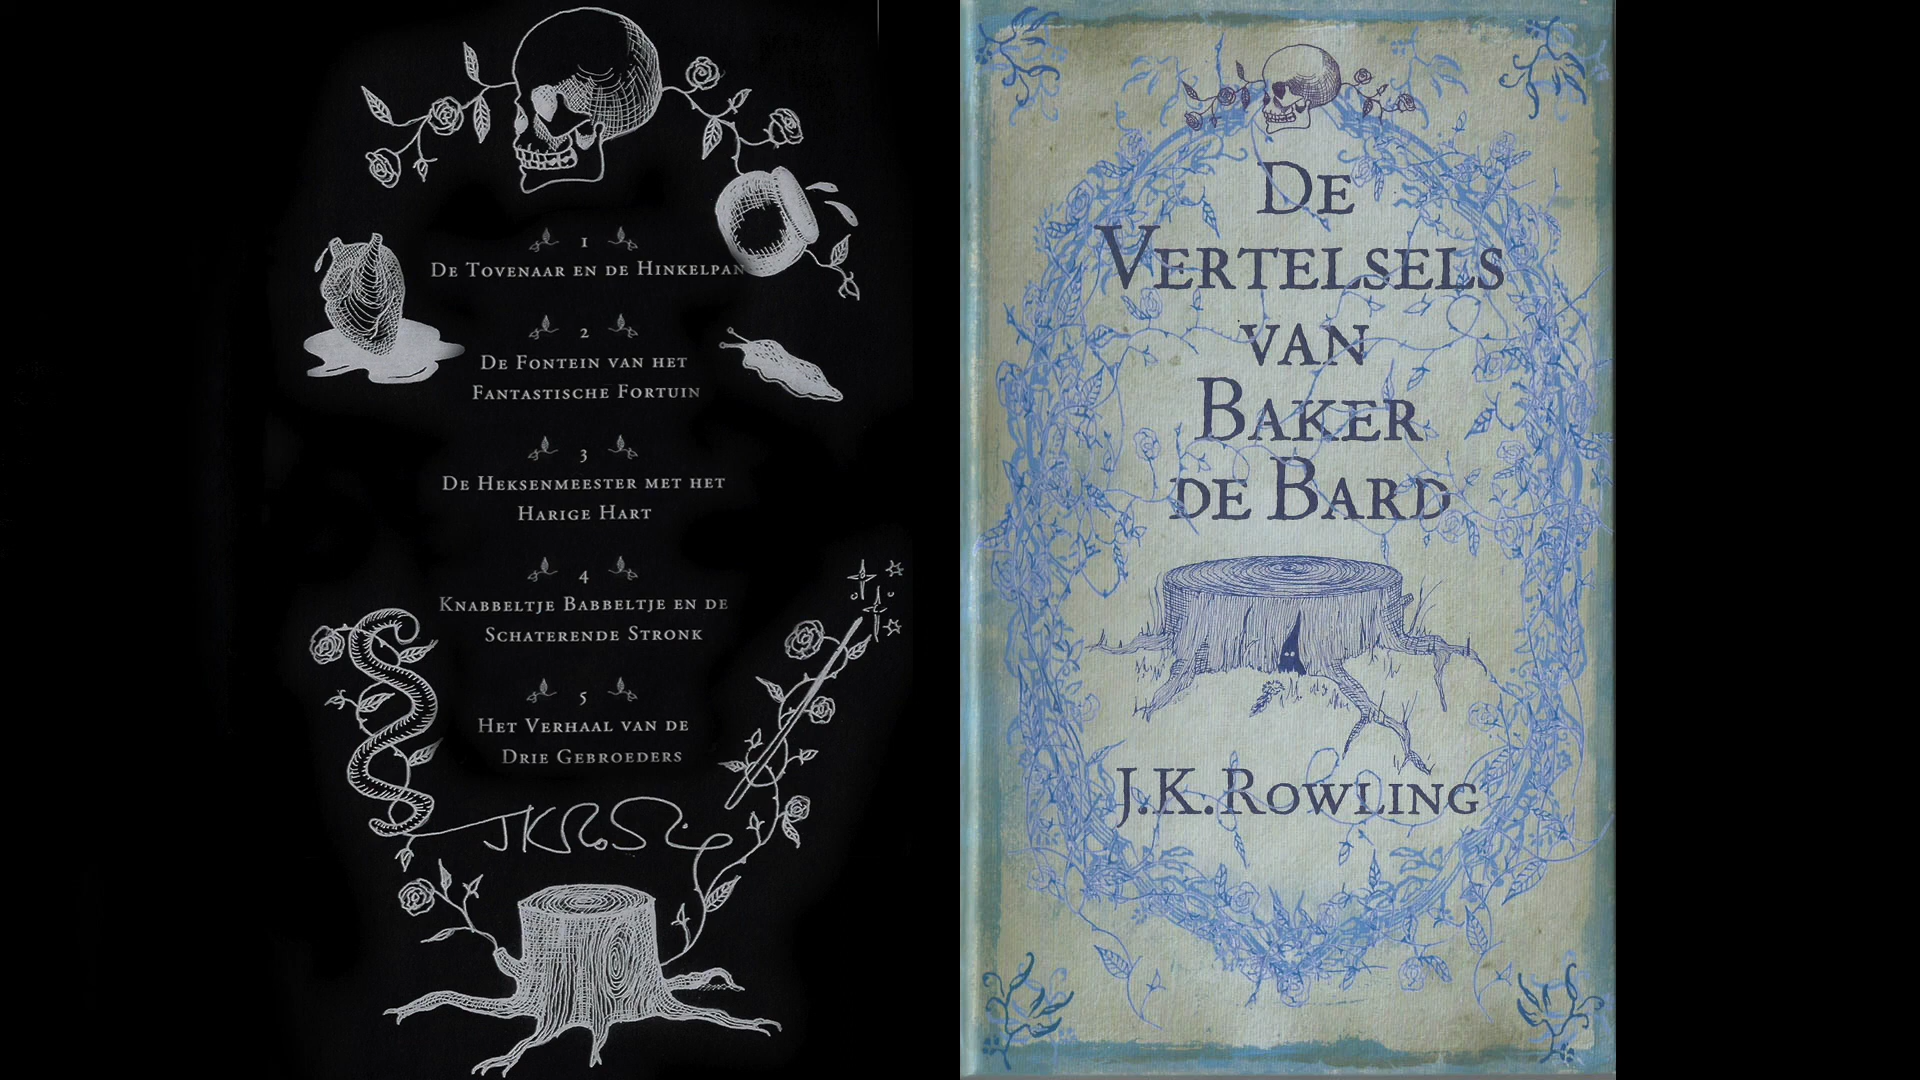 1
De Tovenaar en de Hinkelpan
2
De Fontein van het
Fantastische Fortuin
3
De Heksenmeester met het
Harige Hart
4
Knabbeltje Babbeltje en de
Schaterende Stronk
5
Het Verhaal van de
Drie Gebroeders
De
Vertelsels
van
Baker
de Bard
J.K. Rowling